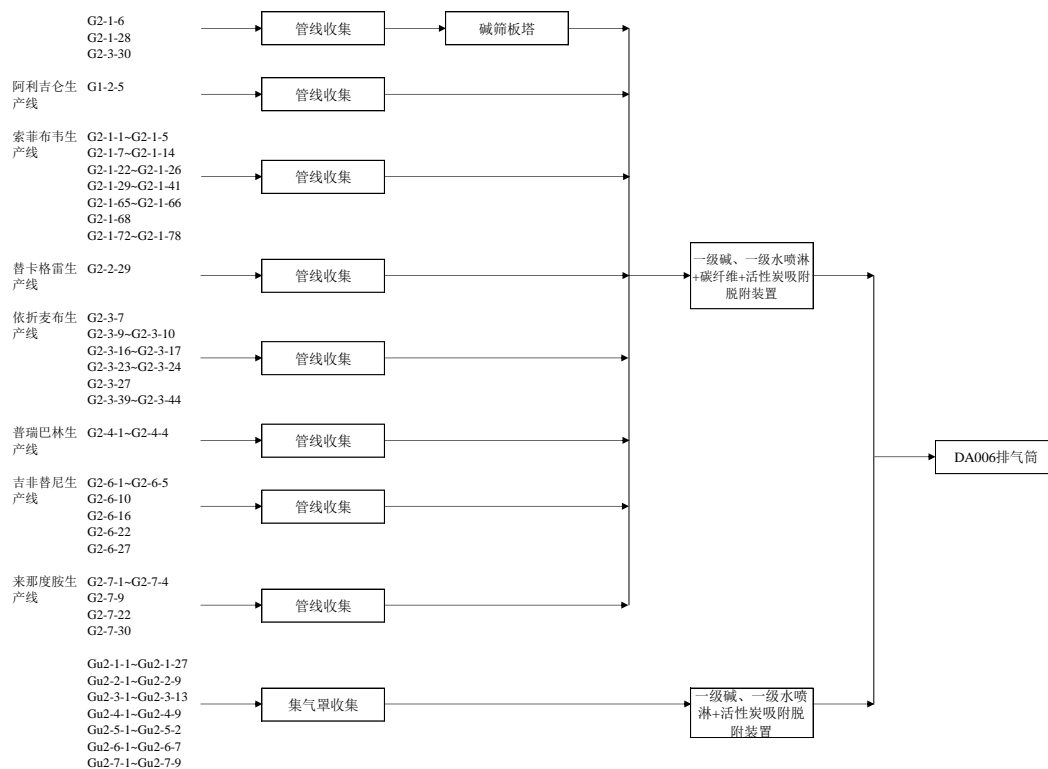 G2-1-6
G2-1-28
G2-3-30
管线收集
碱筛板塔
阿利吉仑生
产线
G1-2-5
管线收集
索菲布韦生
产线
G2-1-1~G2-1-5
G2-1-7~G2-1-14
G2-1-22~G2-1-26
G2-1-29~G2-1-41
G2-1-65~G2-1-66
G2-1-68
G2-1-72~G2-1-78
管线收集
替卡格雷生
产线
G2-2-29
管线收集
一级碱、一级水喷淋
+碳纤维+活性炭吸附
脱附装置
依折麦布生
产线
G2-3-7
G2-3-9~G2-3-10
G2-3-16~G2-3-17
G2-3-23~G2-3-24
G2-3-27
G2-3-39~G2-3-44
管线收集
普瑞巴林生
产线
G2-4-1~G2-4-4
管线收集
DA006排气筒
吉非替尼生
产线
G2-6-1~G2-6-5
G2-6-10
G2-6-16
G2-6-22
G2-6-27
管线收集
来那度胺生
产线
G2-7-1~G2-7-4
G2-7-9
G2-7-22
G2-7-30
管线收集
Gu2-1-1~Gu2-1-27
Gu2-2-1~Gu2-2-9
Gu2-3-1~Gu2-3-13
Gu2-4-1~Gu2-4-9
Gu2-5-1~Gu2-5-2
Gu2-6-1~Gu2-6-7
Gu2-7-1~Gu2-7-9
集气罩收集
一级碱、一级水喷
淋+活性炭吸附脱
附装置